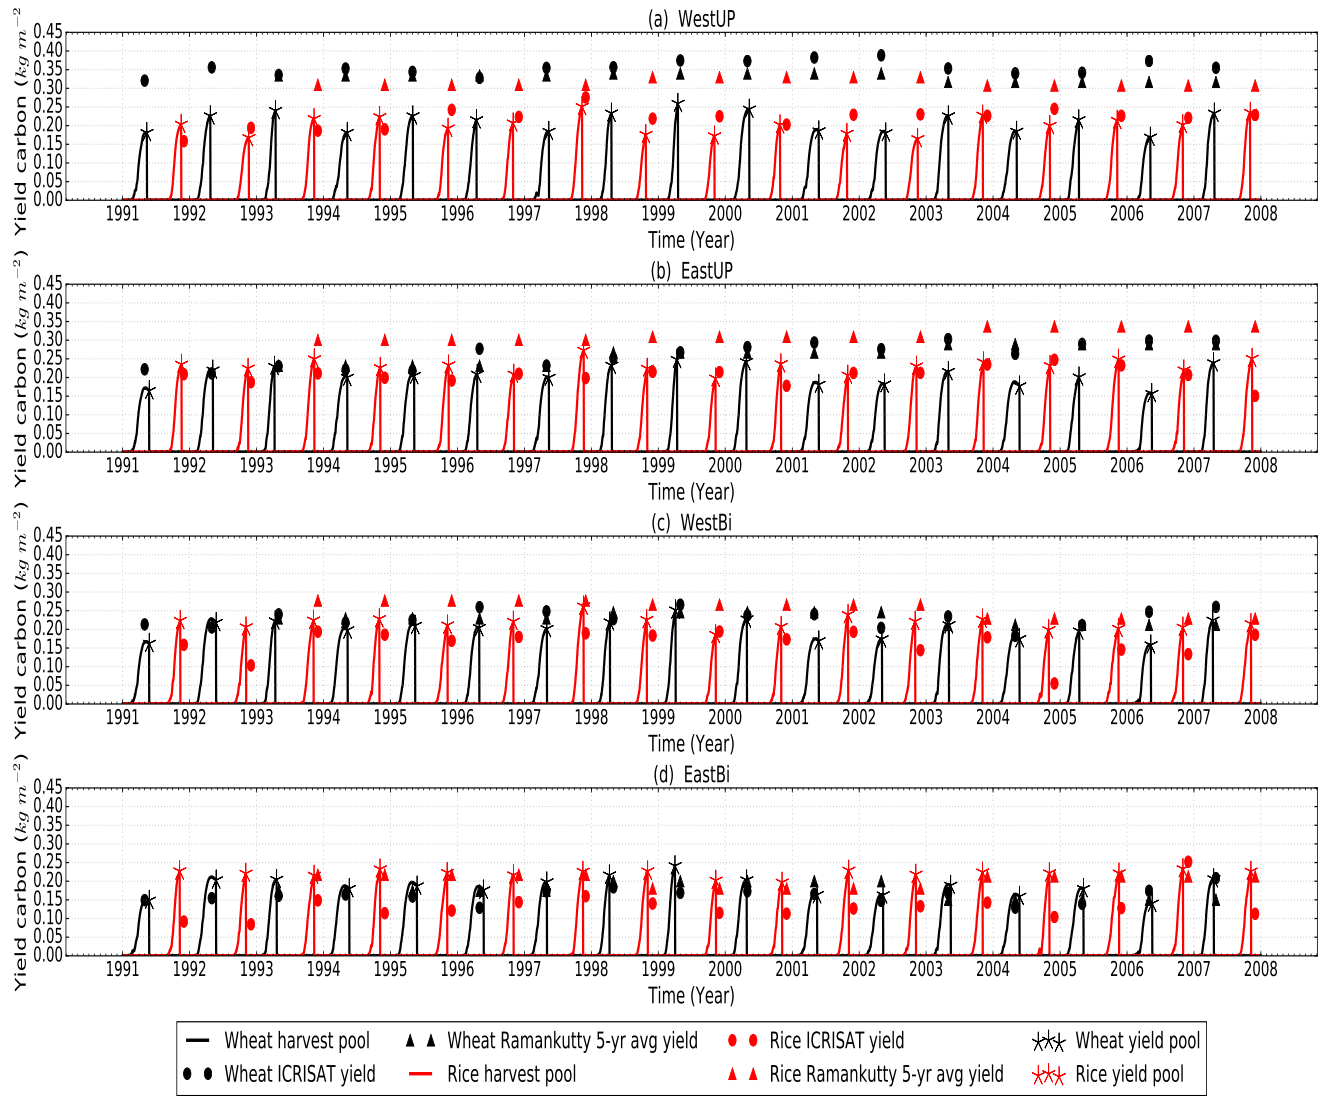 (a) WestUP
Yield carbon (kg m⁻²
0.45
0.40
0.35
0.30
0.25
0.20
0.15
0.10
0.05
0.00
1991 1992 1993 1994 1995 1996 1997 1998 1999 2000 2001 2002 2003 2004 2005 2006 2007 2008
Time (Year)
(b) EastUP
Yield carbon (kg m⁻²)
0.45
0.40
0.35
0.30
0.25
0.20
0.15
0.10
0.05
0.00
1991 1992 1993 1994 1995 1996 1997 1998 1999 2000 2001 2002 2003 2004 2005 2006 2007 2008
Time (Year)
(c) WestBi
Yield carbon (kg m⁻²)
0.45
0.40
0.35
0.30
0.25
0.20
0.15
0.10
0.05
0.00
1991 1992 1993 1994 1995 1996 1997 1998 1999 2000 2001 2002 2003 2004 2005 2006 2007 2008
Time (Year)
(d) EastBi
Yield carbon (kg m⁻²)
0.45
0.40
0.35
0.30
0.25
0.20
0.15
0.10
0.05
0.00
1991 1992 1993 1994 1995 1996 1997 1998 1999 2000 2001 2002 2003 2004 2005 2006 2007 2008
Time (Year)
Wheat harvest pool Wheat Ramankutty 5-yr avg yield Rice ICRISAT yield Wheat yield pool
Wheat ICRISAT yield Rice harvest pool Rice Ramankutty 5-yr avg yield Rice yield pool